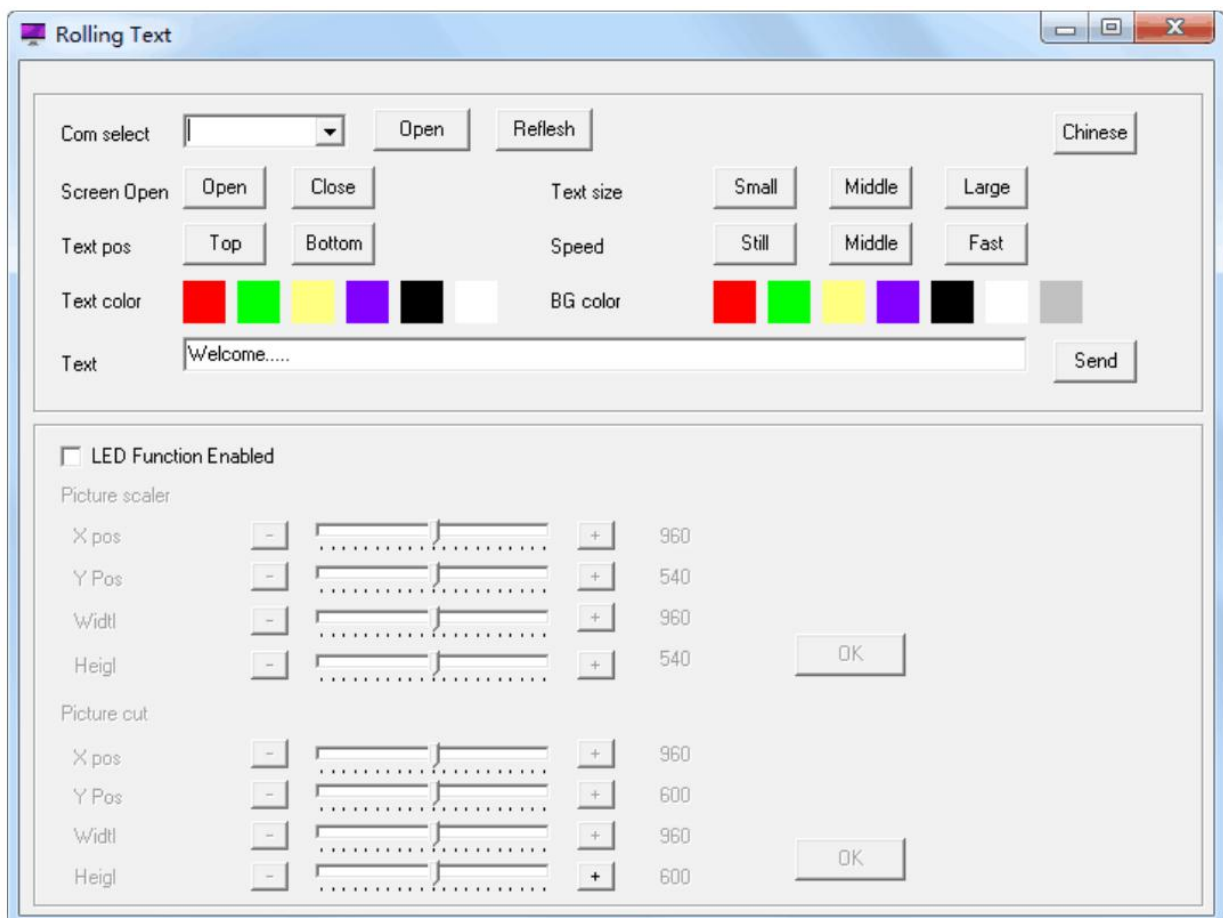 Rolling Text
Com select Open Reflesh Chinese
Screen Open Open Close Text size Small Middle Large
Text pos Top Bottom Speed Still Middle Fast
Text color BG color
Text Welcome..... Send
LED Function Enabled
Picture scaler
X pos - + 960
Y Pos - + 540
Widtl - + 960
Heigl - + 540 OK
Picture cut
X pos - + 960
Y Pos - + 600
Widtl - + 960
Heigl - + 600 OK